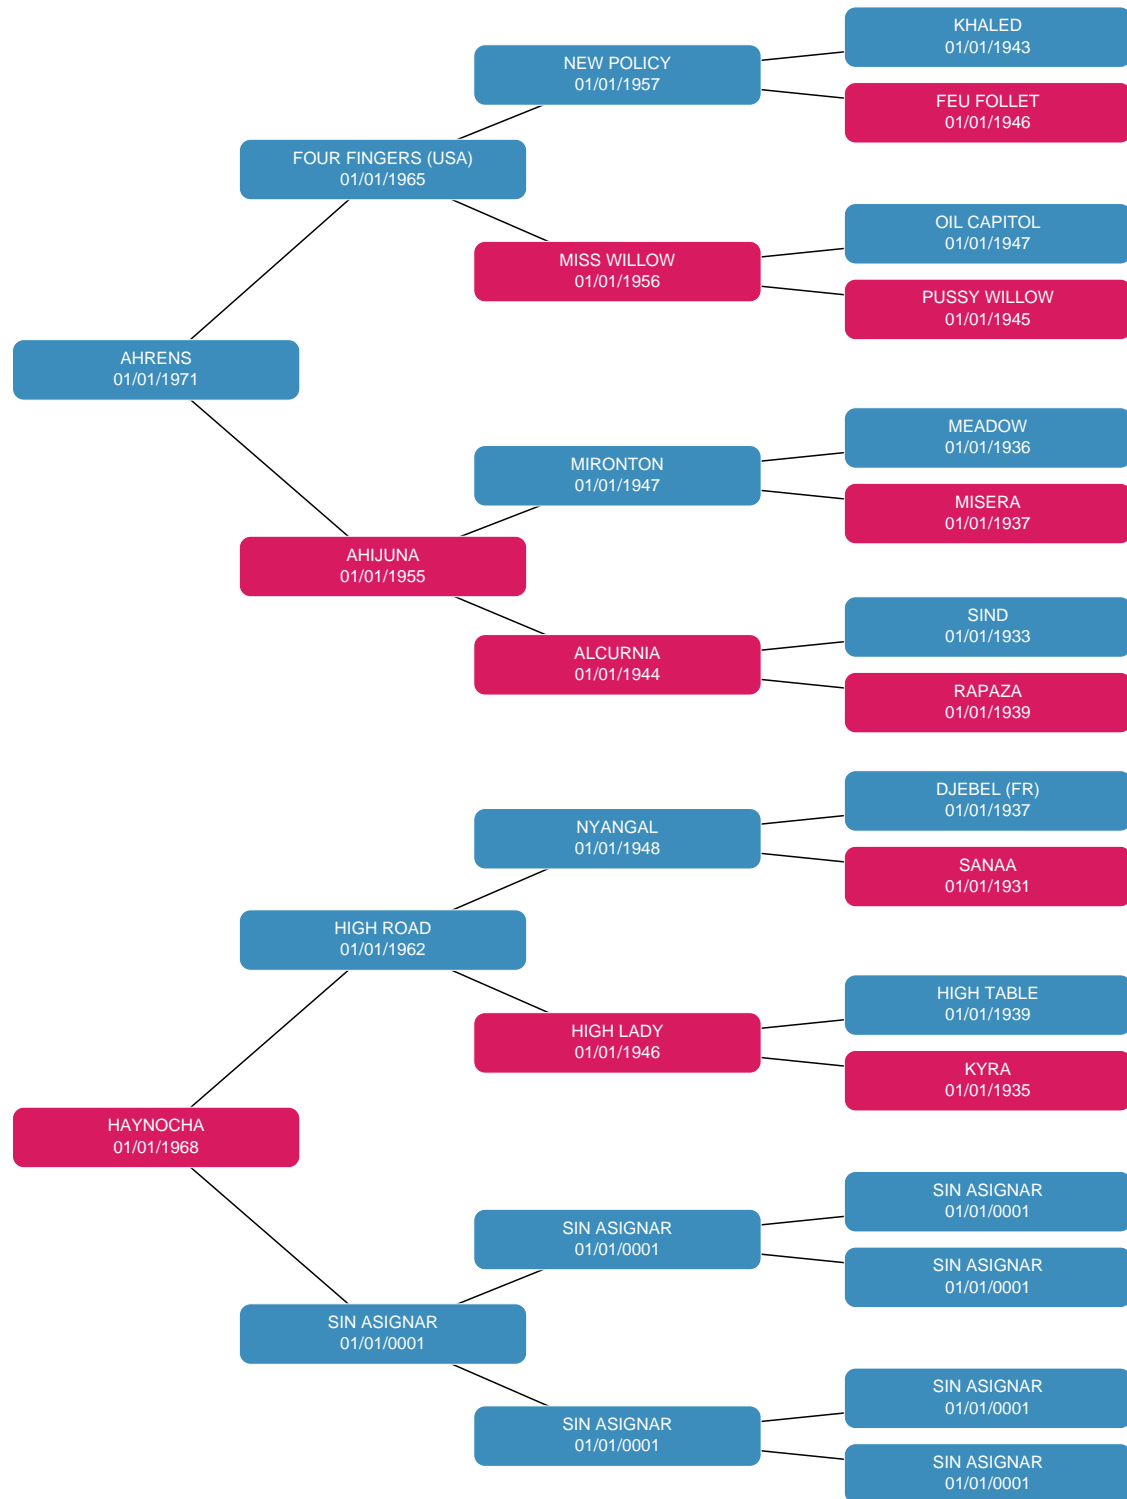 KHALED
01/01/1943
NEW POLICY
01/01/1957
FEU FOLLET
01/01/1946
FOUR FINGERS (USA)
01/01/1965
OIL CAPITOL
01/01/1947
MISS WILLOW
01/01/1956
PUSSY WILLOW
01/01/1945
AHRENS
01/01/1971
MEADOW
01/01/1936
MIRONTON
01/01/1947
MISERA
01/01/1937
AHIJUNA
01/01/1955
SIND
01/01/1933
ALCURNIA
01/01/1944
RAPAZA
01/01/1939
DJEBEL (FR)
01/01/1937
NYANGAL
01/01/1948
SANAA
01/01/1931
HIGH ROAD
01/01/1962
HIGH TABLE
01/01/1939
HIGH LADY
01/01/1946
KYRA
01/01/1935
HAYNOCHA
01/01/1968
SIN ASIGNAR
01/01/0001
SIN ASIGNAR
01/01/0001
SIN ASIGNAR
01/01/0001
SIN ASIGNAR
01/01/0001
SIN ASIGNAR
01/01/0001
SIN ASIGNAR
01/01/0001
SIN ASIGNAR
01/01/0001